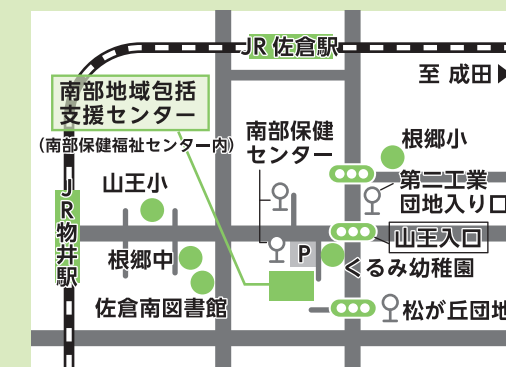 JR 佐倉駅
至 成田
南部地域包括
支援センター
(南部保健福祉センター内)
南部保健
センター
根郷小
山王小
第二工業
団地入り口
JR物井駅
山王入口
P
根郷中
くるみ幼稚園
佐倉南図書館
松が丘団地